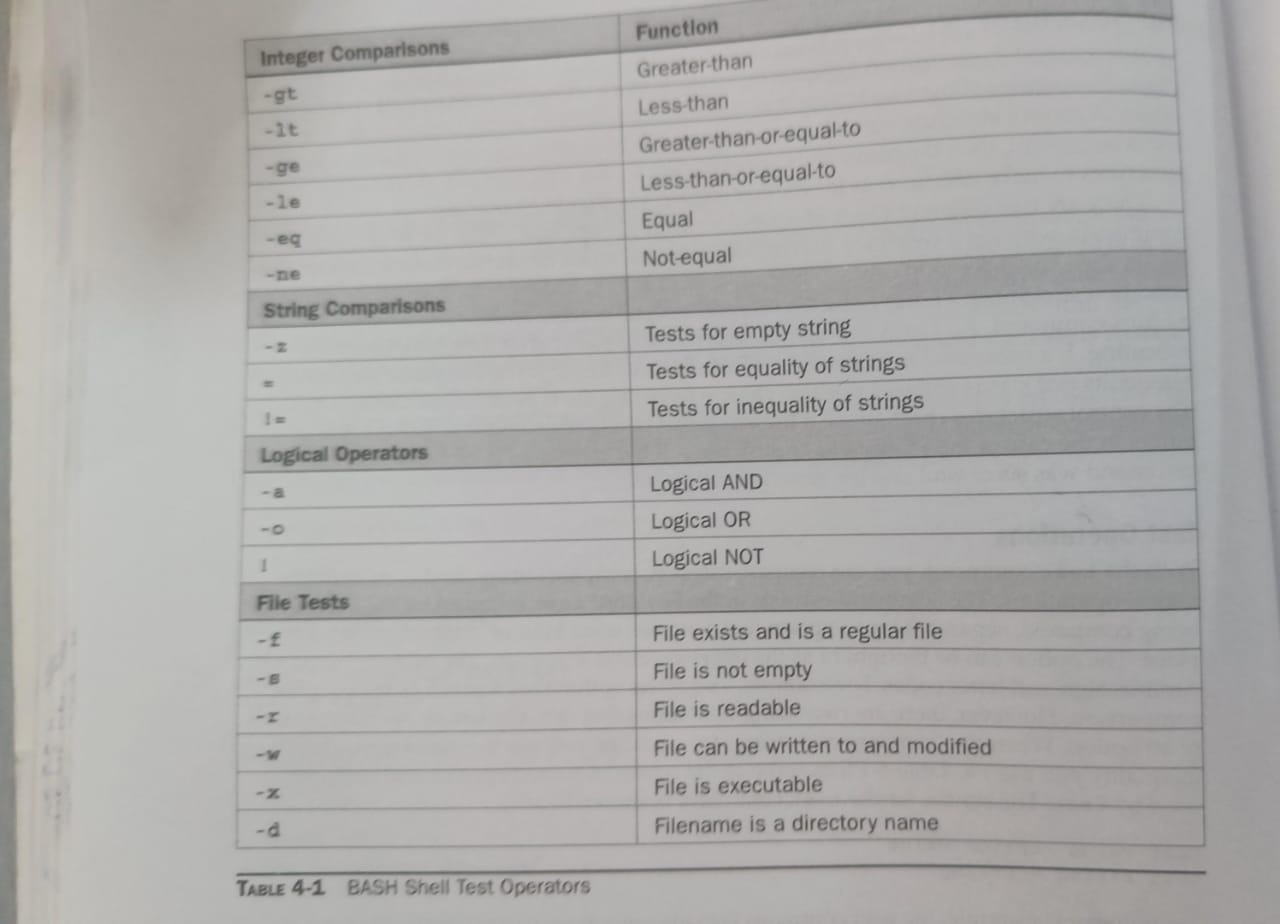 Integer Comparisons Function
-gt Greater-than
-lt Less-than
-ge Greater-than-or-equal-to
-le Less-than-or-equal-to
-eq Equal
-ne Not-equal
String Comparisons
-z Tests for empty string
= Tests for equality of strings
!= Tests for inequality of strings
Logical Operators
-a Logical AND
-o Logical OR
! Logical NOT
File Tests
-f File exists and is a regular file
-s File is not empty
-r File is readable
-w File can be written to and modified
-x File is executable
-d Filename is a directory name
TABLE 4-1 BASH Shell Test Operators